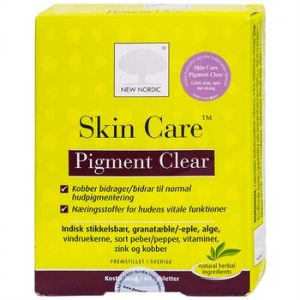 NEW NORDIC
Skin Care
Pigment Clear
Skin Care™
Pigment Clear
Kobber bidrager/bidrar til normal
hudpigmentering
Næringsstoffer for hudens vitale funktioner
Indisk stikkelsbær, granatæble/-eple, alge,
vindruekerne, sort peber/pepper, vitaminer,
zink og kobber
FREMSTILLET I SVERIGE
natural herbal
ingredients
60 tabletter